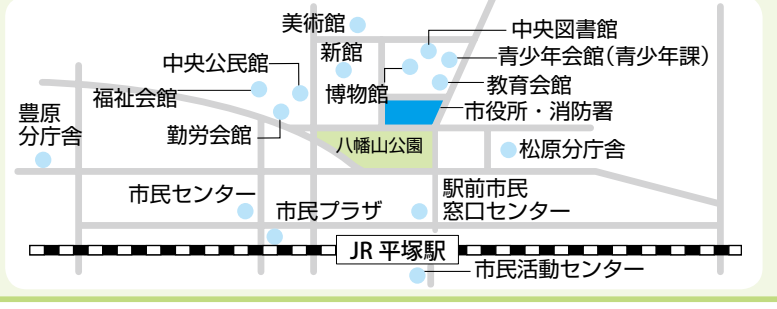 美術館
中央図書館
新館
青少年会館(青少年課)
中央公民館
教育会館
福祉会館
博物館
市役所・消防署
豊原
分庁舎
勤労会館
八幡山公園
松原分庁舎
市民センター
市民プラザ
駅前市民
窓口センター
JR 平塚駅
市民活動センター